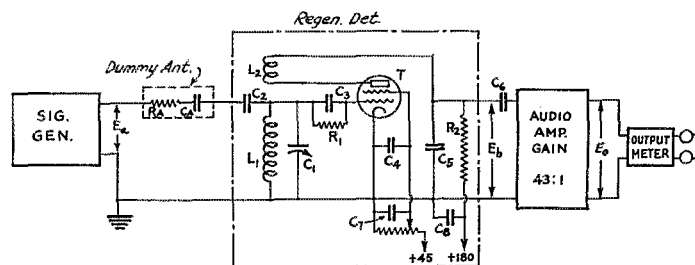 Regen. Det.
Dummy Ant.
L2
T
SIG. GEN.
Ea
RA
CA
C2
C3
R1
L1
C1
C4
C5
R2
C6
Eb
AUDIO AMP. GAIN 43:1
Eo
OUTPUT METER
C7
C8
+45
+180